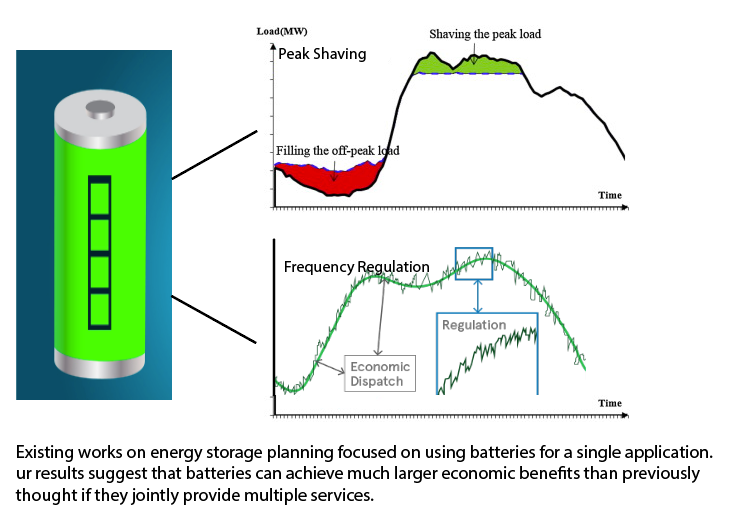 Load(MW)
Peak Shaving
Shaving the peak load
Filling the off-peak load
Time
Frequency Regulation
Regulation
Economic
Dispatch
Time
Existing works on energy storage planning focused on using batteries for a single application.
ur results suggest that batteries can achieve much larger economic benefits than previously
thought if they jointly provide multiple services.